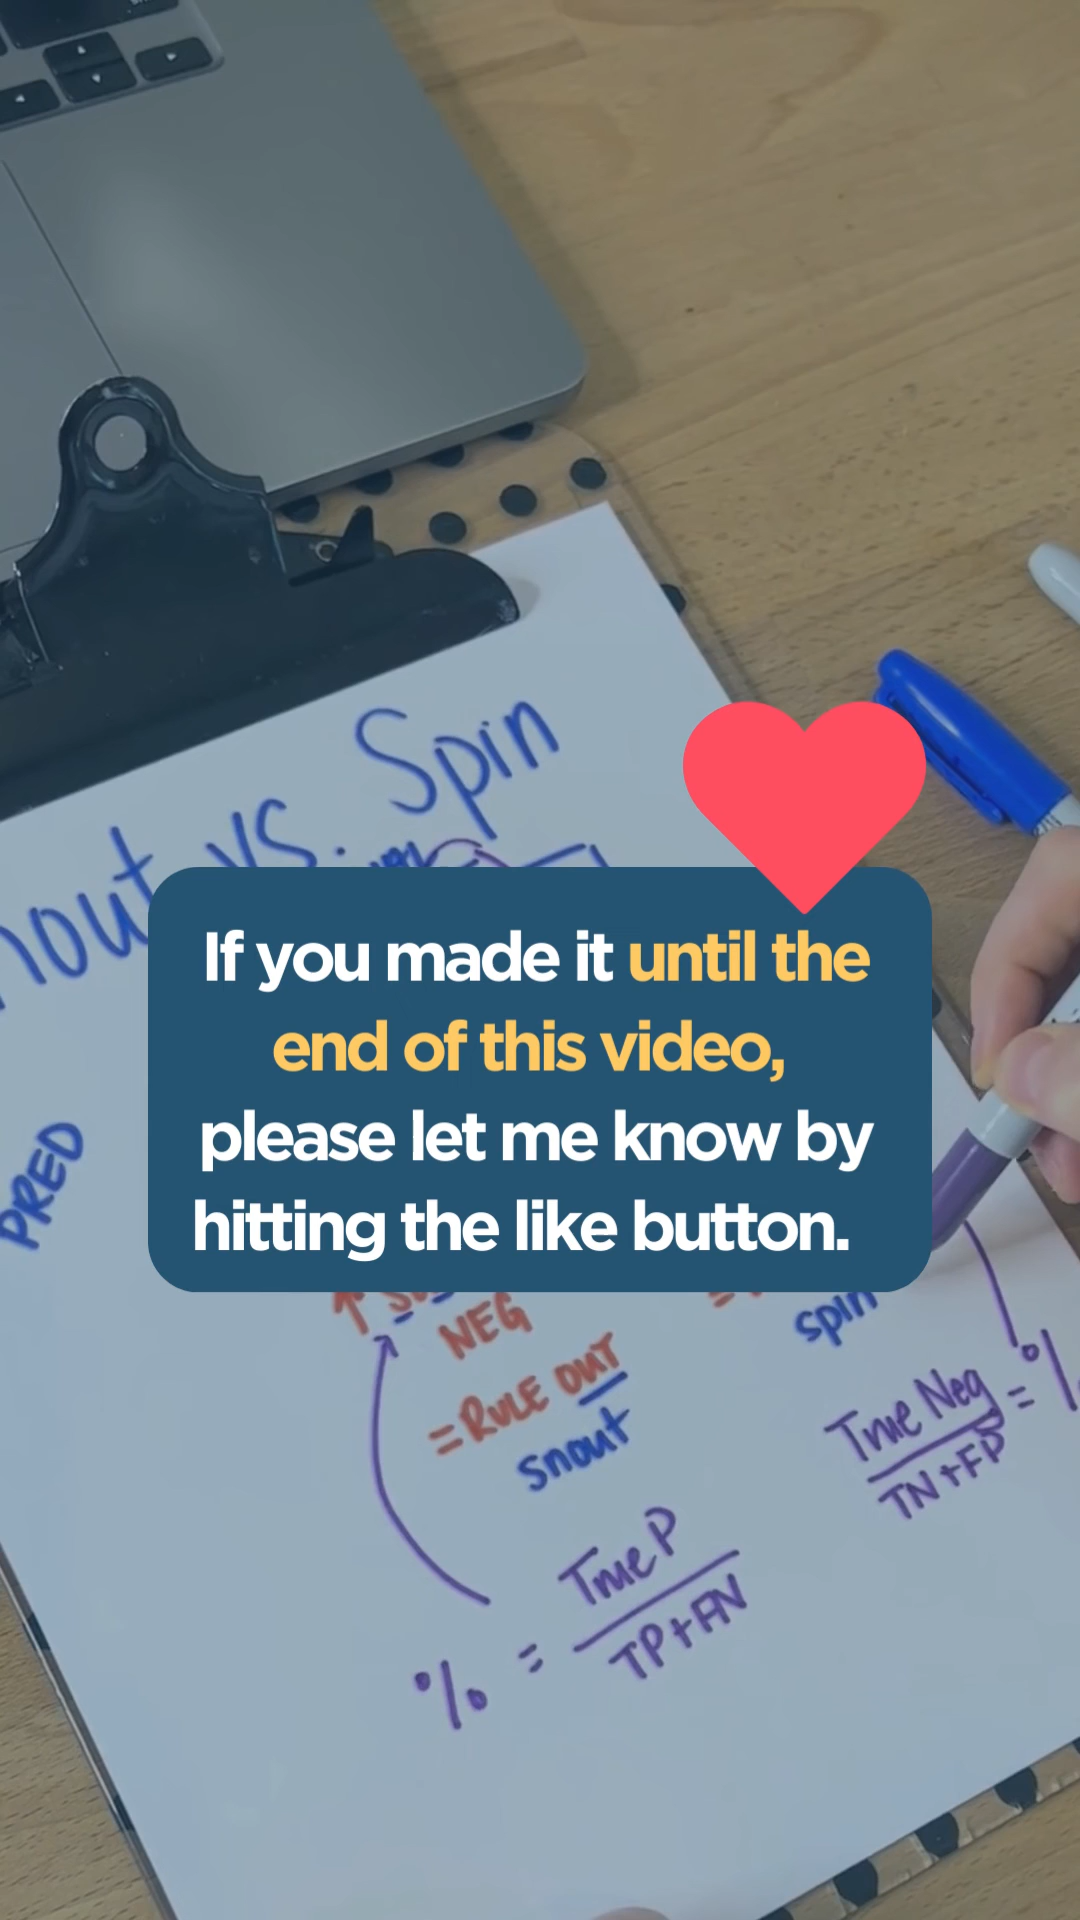 vs. Spin
If you made it until the
end of this video,
please let me know by
hitting the like button.
PRED
↑
NEG
= RULE OUT
snout
spin
True Neg
TN+FP
= %
% =
True P
TP+FN